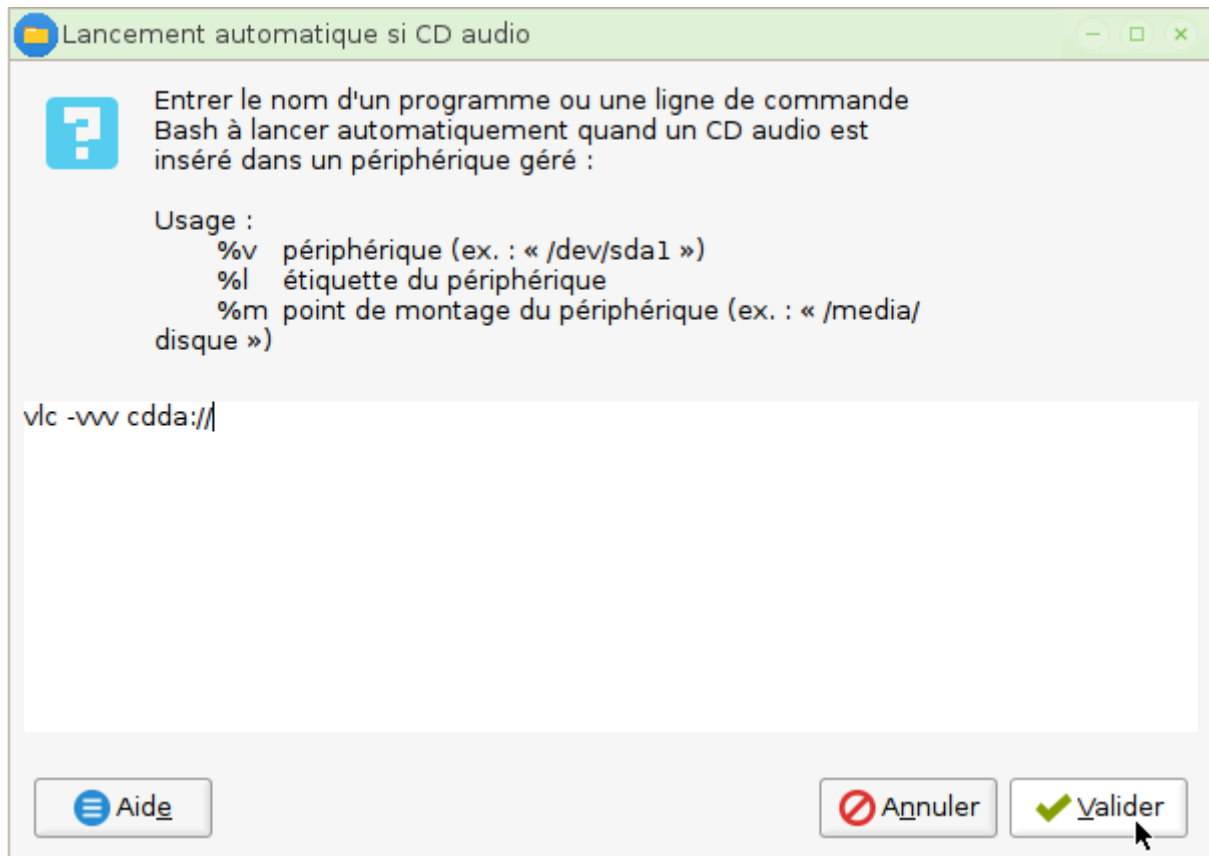 Lancement automatique si CD audio
Entrer le nom d'un programme ou une ligne de commande
Bash à lancer automatiquement quand un CD audio est
inséré dans un périphérique géré :
Usage :
%v périphérique (ex. : « /dev/sda1 »)
%l étiquette du périphérique
%m point de montage du périphérique (ex. : « /media/
disque »)
vlc -vvv cdda://
Aide
Annuler
Valider